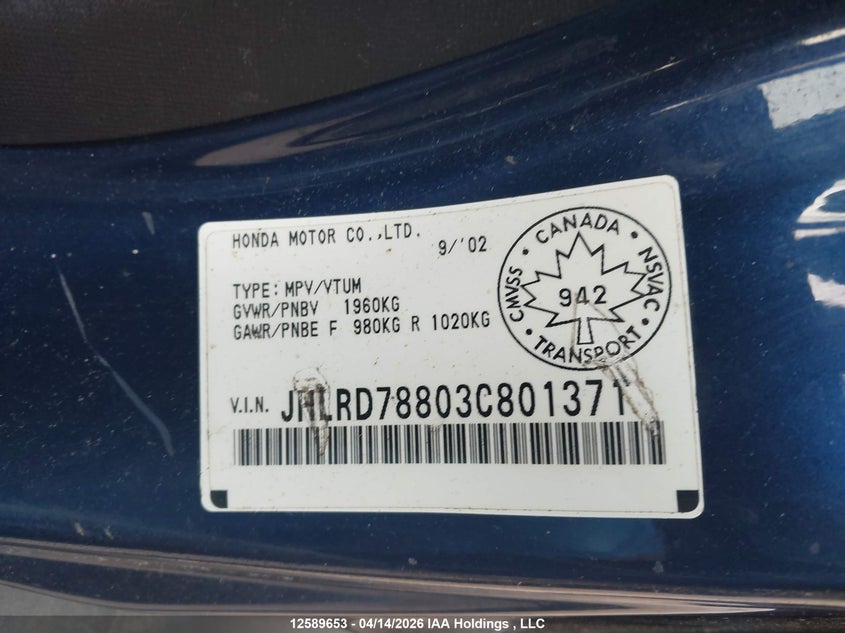 HONDA MOTOR CO.,LTD. 9/'02
TYPE: MPV/VTUM
GVWR/PNBV 1960KG
GAWR/PNBE F 980KG R 1020KG
CANADA
CMVSS
NSVAC
942
TRANSPORT
V.I.N. JHLRD78803C801371
12589653 - 04/14/2026 IAA Holdings , LLC